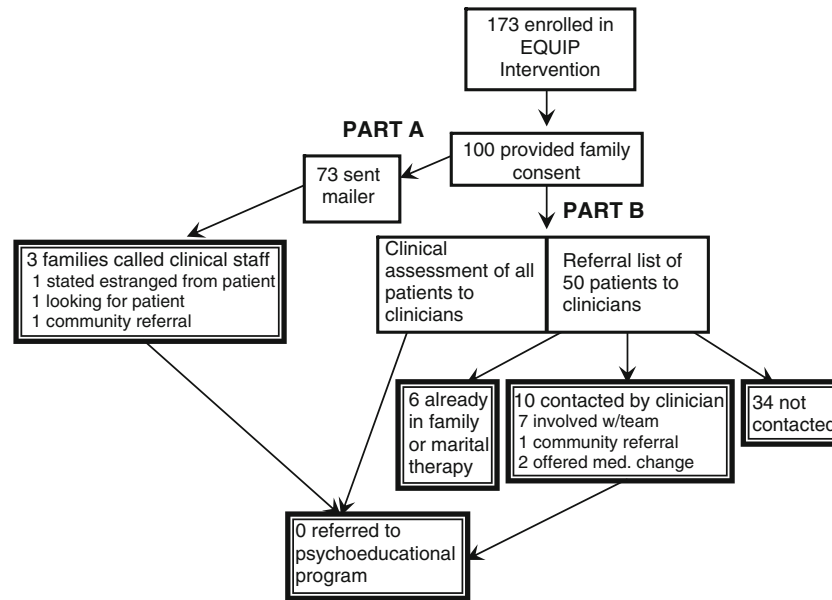 173 enrolled in
EQUIP
Intervention
PART A
100 provided family
consent
73 sent
mailer
PART B
3 families called clinical staff
1 stated estranged from patient
1 looking for patient
1 community referral
Clinical
assessment of all
patients to
clinicians
Referral list of
50 patients to
clinicians
6 already
in family
or marital
therapy
10 contacted by clinician
7 involved w/team
1 community referral
2 offered med. change
34 not
contacted
0 referred to
psychoeducational
program